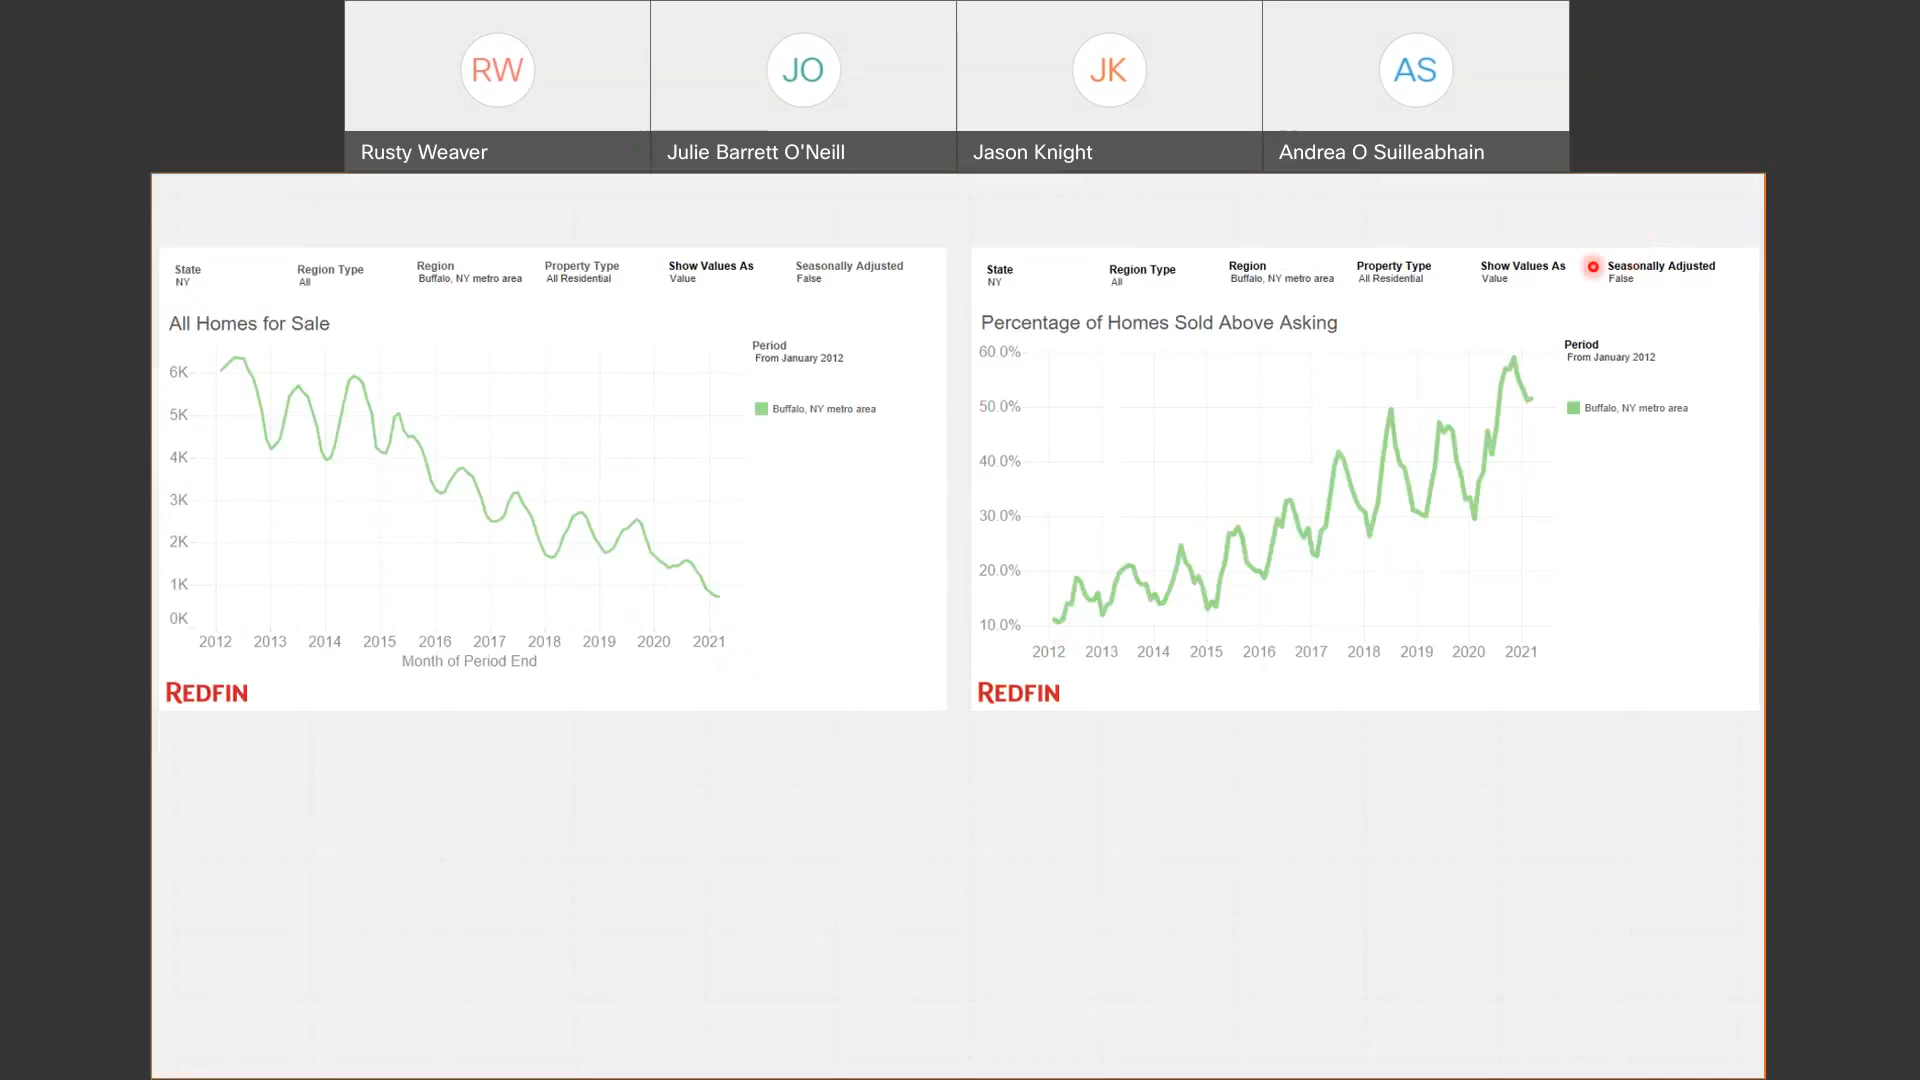 RW
JO
JK
AS
Rusty Weaver
Julie Barrett O'Neill
Jason Knight
Andrea O Suilleabhain
State
NY
Region Type
All
Region
Buffalo, NY metro area
Property Type
All Residential
Show Values As
Value
Seasonally Adjusted
False
All Homes for Sale
Period
From January 2012
Buffalo, NY metro area
6K
5K
4K
3K
2K
1K
0K
2012 2013 2014 2015 2016 2017 2018 2019 2020 2021
Month of Period End
REDFIN
State
NY
Region Type
All
Region
Buffalo, NY metro area
Property Type
All Residential
Show Values As
Value
Seasonally Adjusted
False
Percentage of Homes Sold Above Asking
Period
From January 2012
Buffalo, NY metro area
60.0%
50.0%
40.0%
30.0%
20.0%
10.0%
2012 2013 2014 2015 2016 2017 2018 2019 2020 2021
REDFIN